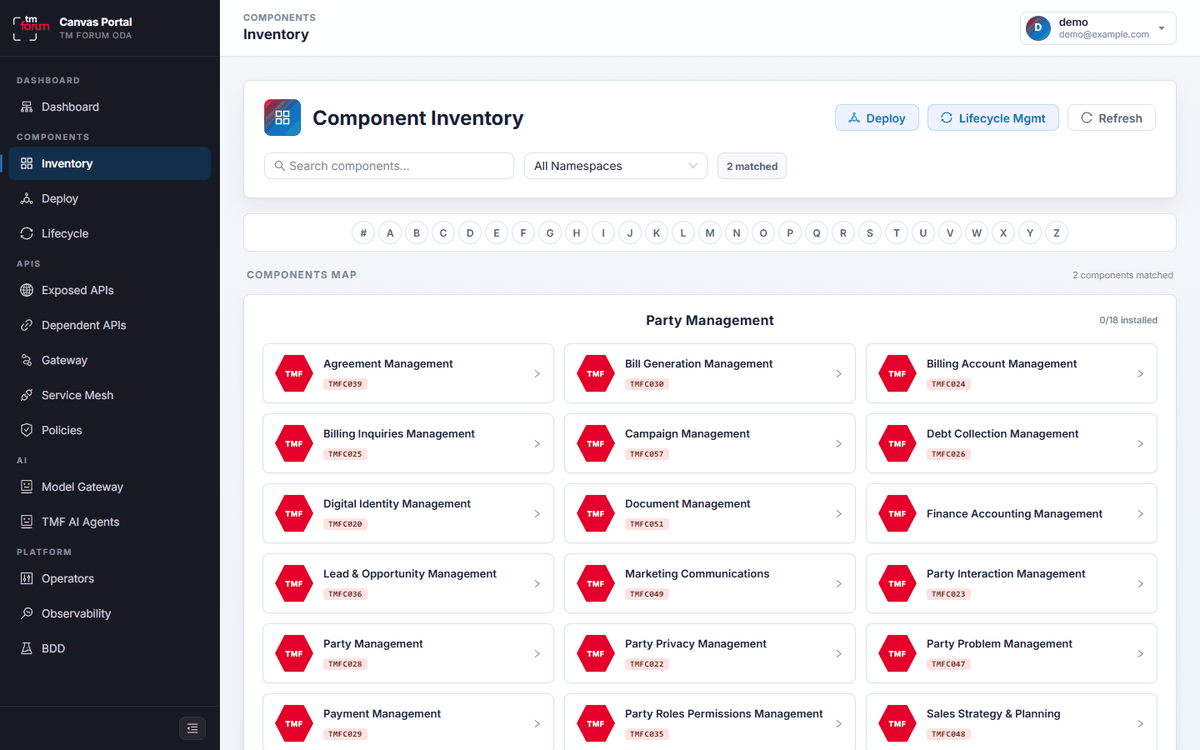 tm
forum
Canvas Portal
TM FORUM ODA
DASHBOARD
Dashboard
COMPONENTS
Inventory
Deploy
Lifecycle
APIS
Exposed APIs
Dependent APIs
Gateway
Service Mesh
Policies
AI
Model Gateway
TMF AI Agents
PLATFORM
Operators
Observability
BDD
COMPONENTS
Inventory
D
demo
demo@example.com
Component Inventory
Deploy
Lifecycle Mgmt
Refresh
Search components...
All Namespaces
2 matched
# A B C D E F G H I J K L M N O P Q R S T U V W X Y Z
COMPONENTS MAP
2 components matched
Party Management
0/18 installed
TMF
Agreement Management
TMFC039
TMF
Bill Generation Management
TMFC030
TMF
Billing Account Management
TMFC024
TMF
Billing Inquiries Management
TMFC025
TMF
Campaign Management
TMFC057
TMF
Debt Collection Management
TMFC026
TMF
Digital Identity Management
TMFC020
TMF
Document Management
TMFC051
TMF
Finance Accounting Management
TMF
Lead & Opportunity Management
TMFC036
TMF
Marketing Communications
TMFC049
TMF
Party Interaction Management
TMFC023
TMF
Party Management
TMFC028
TMF
Party Privacy Management
TMFC022
TMF
Party Problem Management
TMFC047
TMF
Payment Management
TMFC029
TMF
Party Roles Permissions Management
TMFC035
TMF
Sales Strategy & Planning
TMFC048